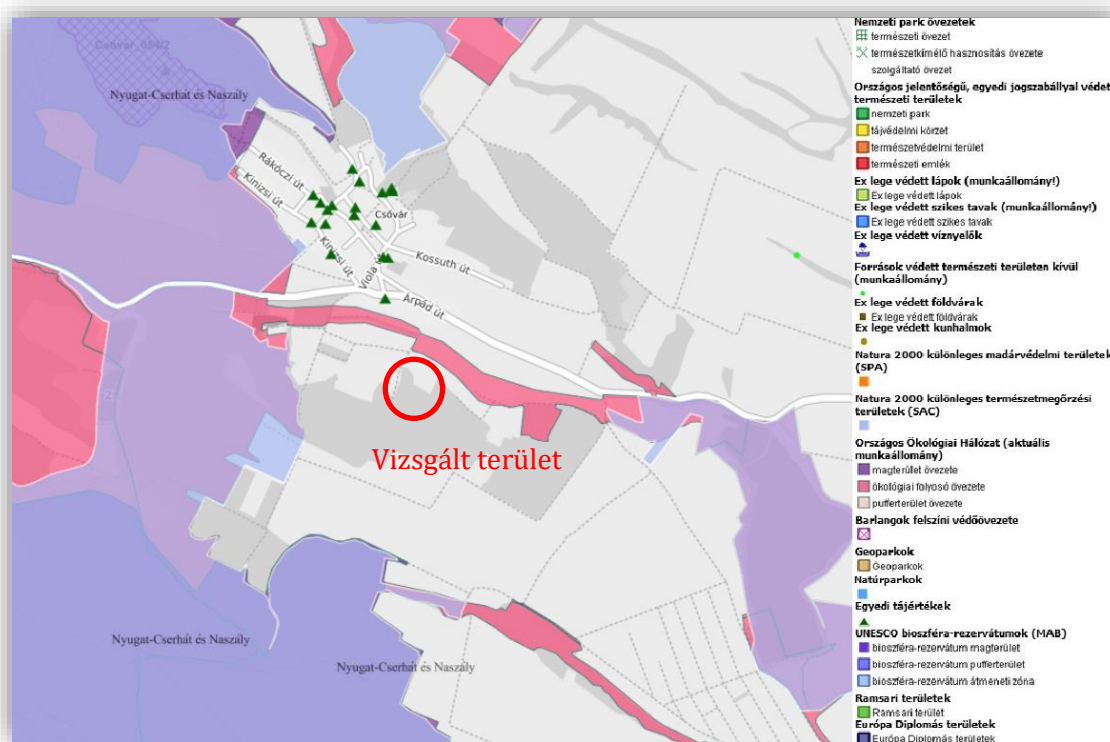 Nyugat-Cserhát és Naszály
Rákóczi út
Kinizsi út
Csővár
Kinizsi út
Viola
Kossuth út
Árpád út
Vizsgált terület
Nyugat-Cserhát és Naszály
Nyugat-Cserhát és Naszály
Nemzeti park övezetek
természeti övezet
természetkímélő hasznosítás övezete
szolgáltató övezet
Országos jelentőségű, egyedi jogszabállyal védet
természeti területek
nemzeti park
tájvédelmi körzet
természetvédelmi terület
természeti emlék
Ex lege védett lápok (munkaállomány!)
Ex lege védett lápok
Ex lege védett szikes tavak (munkaállomány!)
Ex lege védett szikes tavak
Ex lege védett víznyelők
Források védett természeti területen kívül
(munkaállomány)
Ex lege védett földvárak
Ex lege védett földvárak
Ex lege védett kunhalmok
Natura 2000 különleges madárvédelmi területek
(SPA)
Natura 2000 különleges természetmegőrzési
területek (SAC)
Országos Ökológiai Hálózat (aktuális
munkaállomány)
magterület övezete
ökológiai folyosó övezete
pufferterület övezete
Barlangok felszíni védőövezete
Geoparkok
Geoparkok
Natúrparkok
Egyedi tájértékek
UNESCO bioszféra-rezervátumok (MAB)
bioszféra-rezervátum magterület
bioszféra-rezervátum pufferterület
bioszféra-rezervátum átmeneti zóna
Ramsari területek
Ramsari terület
Európa Diplomás területek
Európa Diplomás területek